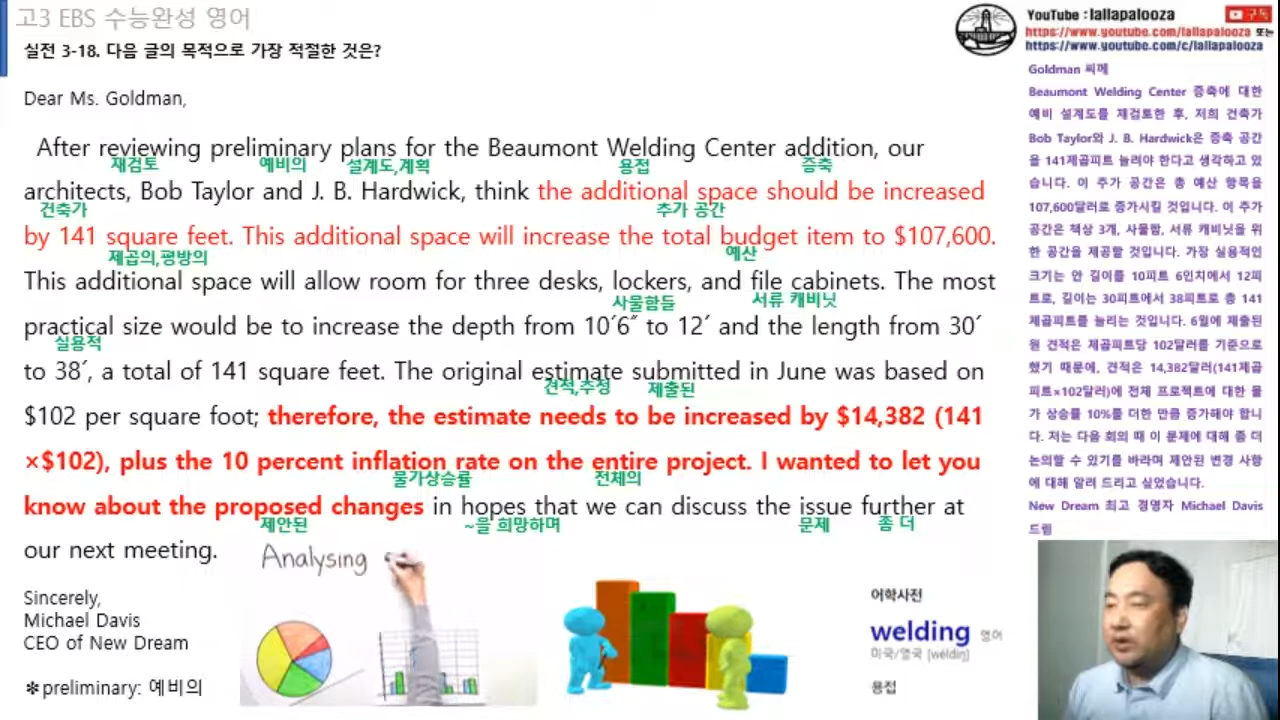 고3 EBS 수능완성 영어
실전 3-18. 다음 글의 목적으로 가장 적절한 것은?
Dear Ms. Goldman,
After reviewing preliminary plans for the Beaumont Welding Center addition, our
재검토 예비의 설계도,계획 용접 증축
architects, Bob Taylor and J. B. Hardwick, think the additional space should be increased
건축가 추가 공간
by 141 square feet. This additional space will increase the total budget item to $107,600.
제곱의,평방의 예산
This additional space will allow room for three desks, lockers, and file cabinets. The most
사물함들 서류 캐비닛
practical size would be to increase the depth from 10´6˝ to 12´ and the length from 30´
실용적
to 38´, a total of 141 square feet. The original estimate submitted in June was based on
견적,추정 제출된
$102 per square foot; therefore, the estimate needs to be increased by $14,382 (141
×$102), plus the 10 percent inflation rate on the entire project. I wanted to let you
물가상승률 전체의
know about the proposed changes in hopes that we can discuss the issue further at
제안된 ~을 희망하며 문제 좀 더
our next meeting.
Analysing
Sincerely,
Michael Davis
CEO of New Dream
✻preliminary: 예비의
어학사전
welding 영어
미국/영국 [wéldiŋ]
용접
YouTube : lallapalooza
구독
https://www.youtube.com/lallapalooza 또는
https://www.youtube.com/c/lallapalooza
Goldman 씨께
Beaumont Welding Center 증축에 대한
예비 설계도를 재검토한 후, 저희 건축가
Bob Taylor와 J. B. Hardwick은 증축 공간
을 141제곱피트 늘려야 한다고 생각하고 있
습니다. 이 추가 공간은 총 예산 항목을
107,600달러로 증가시킬 것입니다. 이 추가
공간은 책상 3개, 사물함, 서류 캐비닛을 위
한 공간을 제공할 것입니다. 가장 실용적인
크기는 안 길이를 10피트 6인치에서 12피
트로, 길이는 30피트에서 38피트로 총 141
제곱피트를 늘리는 것입니다. 6월에 제출된
원 견적은 제곱피트당 102달러를 기준으로
했기 때문에, 견적은 14,382달러(141제곱
피트×102달러)에 전체 프로젝트에 대한 물
가 상승률 10%를 더한 만큼 증가해야 합니
다. 저는 다음 회의 때 이 문제에 대해 좀 더
논의할 수 있기를 바라며 제안된 변경 사항
에 대해 알려 드리고 싶었습니다.
New Dream 최고 경영자 Michael Davis
드림